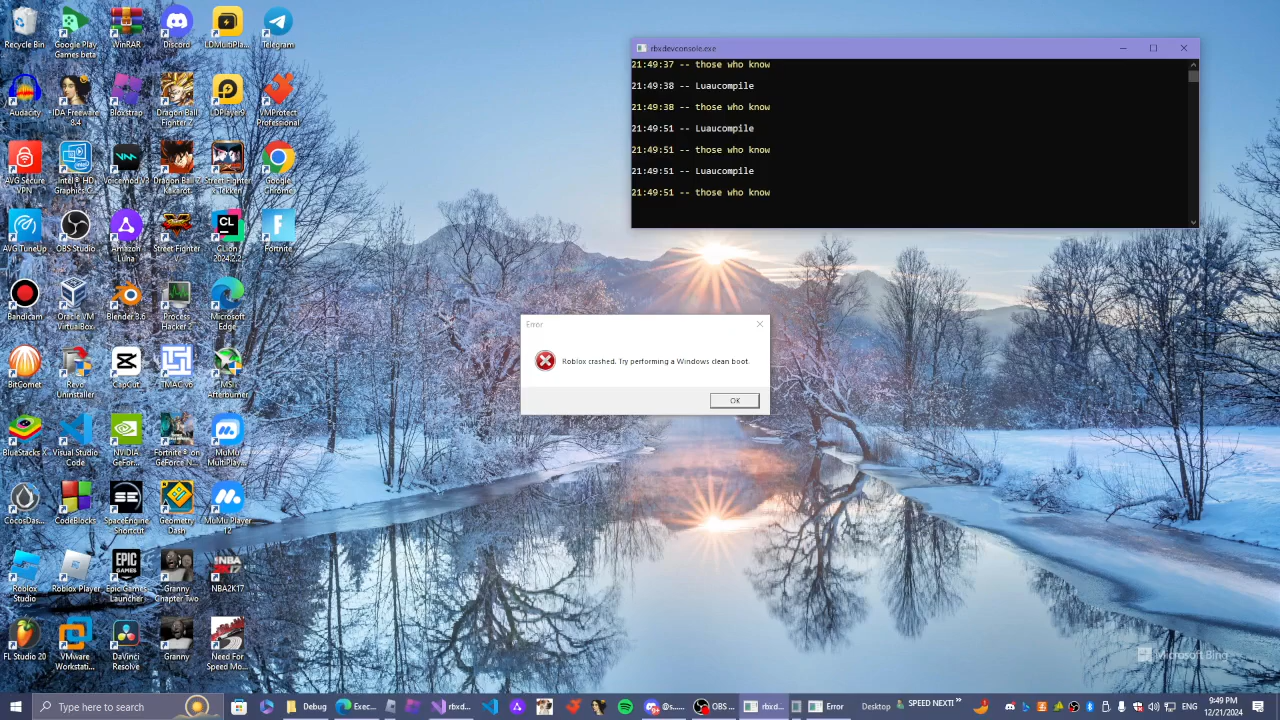 Recycle Bin
Google Play
Games beta
WinRAR
Discord
LDMultiPla...
Telegram
Audacity
IDA Freeware
8.4
Bloxstrap
Dragon Ball
Fighter Z
LDPlayer9
VMProtect
Professional
AVG Secure
VPN
Intel® HD
Graphics C...
Voicemod V3
Dragon Ball Z
Kakarot
Street Fighter
x Tekken
Google
Chrome
AVG TuneUp
OBS Studio
Amazon
Luna
Street Fighter
V
CLion
2024.2.2
Fortnite
Bandicam
Oracle VM
VirtualBox
Blender 3.6
Process
Hacker 2
Microsoft
Edge
BitComet
Revo
Uninstaller
CapCut
TMAC v6
MSI
Afterburner
BlueStacks X
Visual Studio
Code
NVIDIA
GeFor...
Fortnite® on
GeForce N...
MuMu
MultiPlay...
CocosDas...
CodeBlocks
SpaceEngine
Shortcut
Geometry
Dash
MuMu Player
12
Roblox
Studio
Roblox Player
Epic Games
Launcher
Granny
Chapter Two
NBA2K17
FL Studio 20
VMware
Workstati...
DaVinci
Resolve
Granny
Need For
Speed Mo...
rbxdevconsole.exe
21:49:37 -- those who know
21:49:38 -- Luaucompile
21:49:38 -- those who know
21:49:51 -- Luaucompile
21:49:51 -- those who know
21:49:51 -- Luaucompile
21:49:51 -- those who know
Error
Roblox crashed. Try performing a Windows clean boot.
OK
Microsoft Bing
Type here to search
Debug
Exec...
rbxd...
@s...
OBS ...
rbxd...
Error
Desktop
SPEED NEXTI
ENG
9:49 PM
12/21/2024